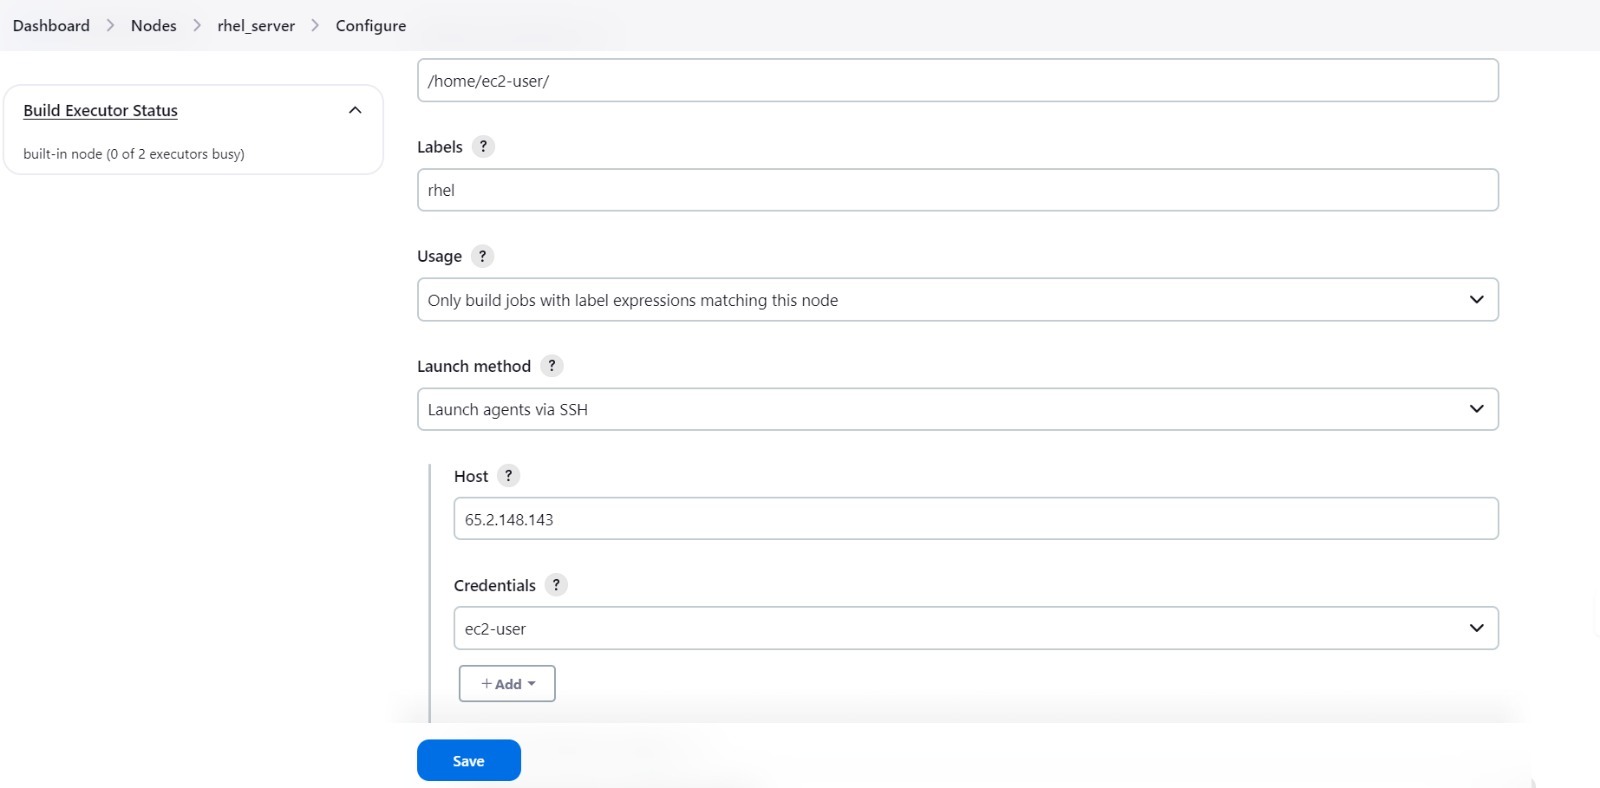 Dashboard > Nodes > rhel_server > Configure
Build Executor Status
built-in node (0 of 2 executors busy)
/home/ec2-user/
Labels ?
rhel
Usage ?
Only build jobs with label expressions matching this node
Launch method ?
Launch agents via SSH
Host ?
65.2.148.143
Credentials ?
ec2-user
+ Add
Save